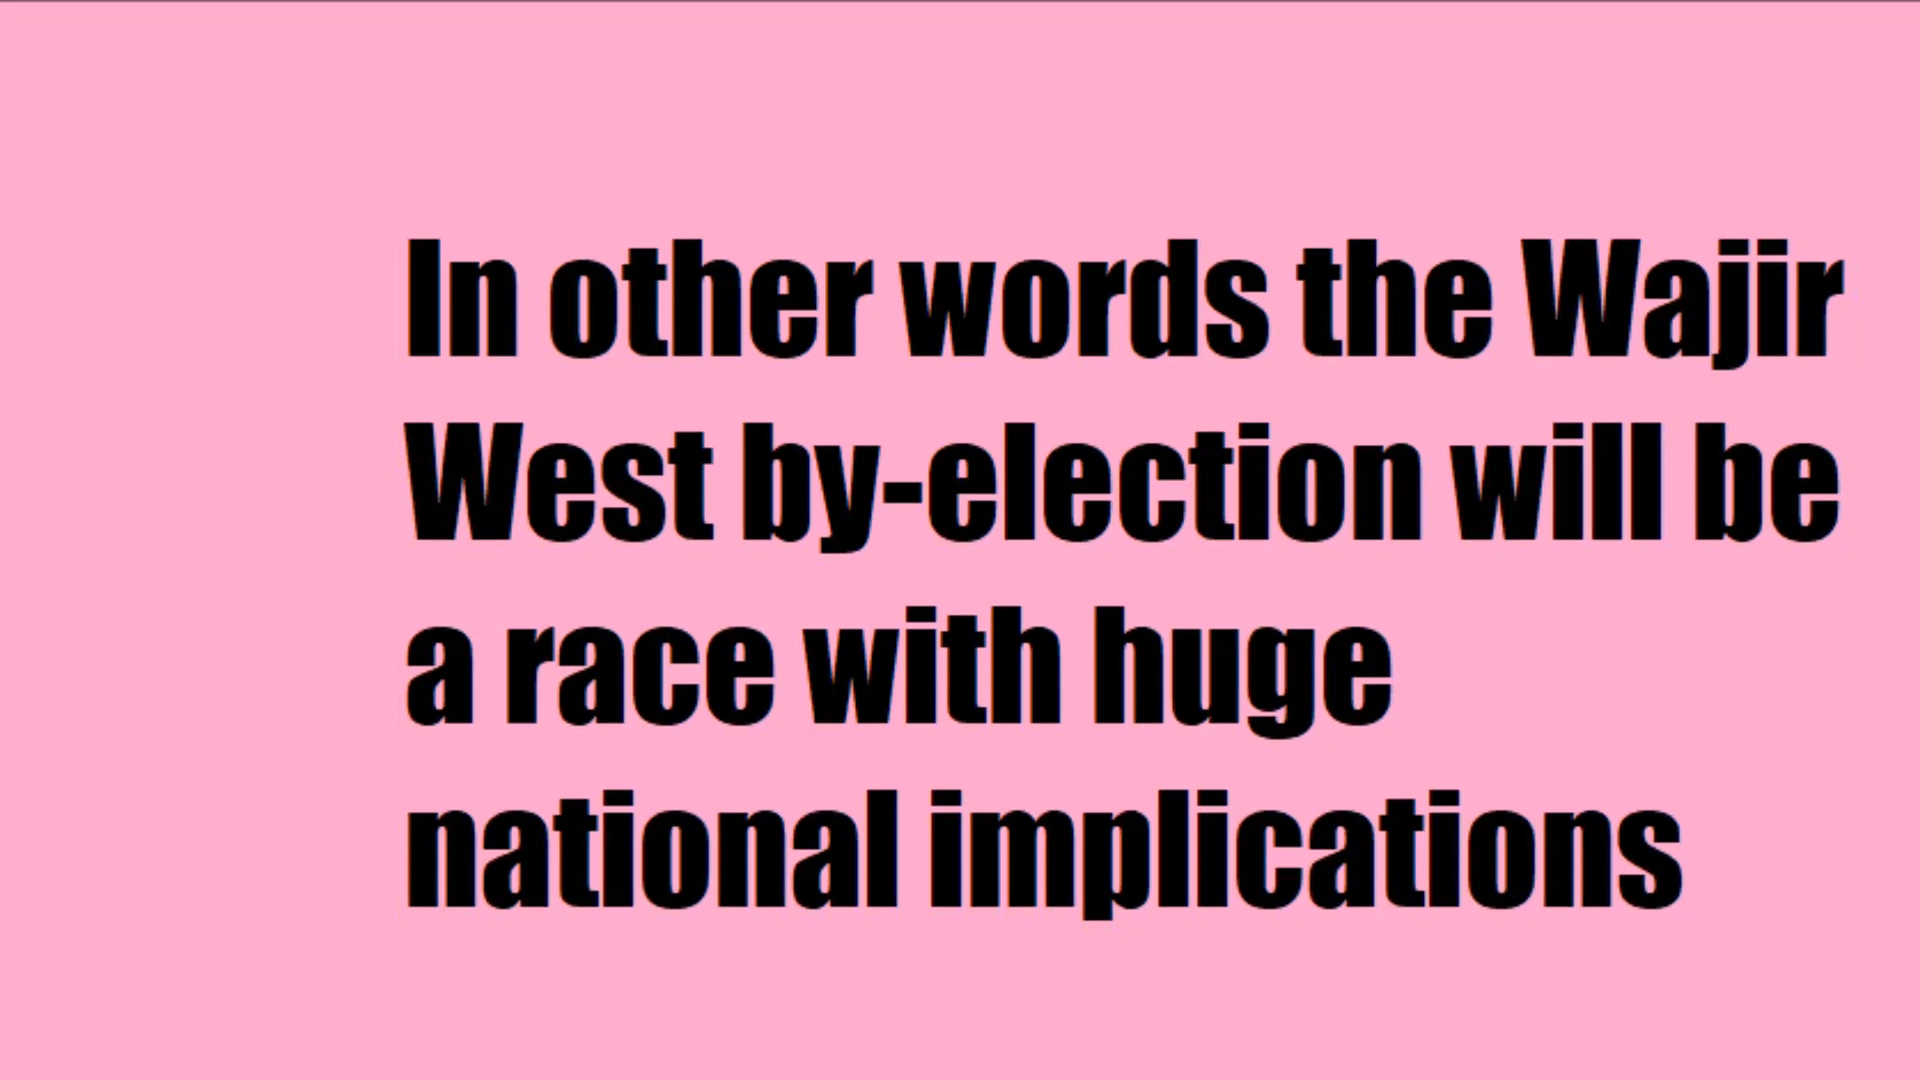 In other words the Wajir
West by-election will be
a race with huge
national implications